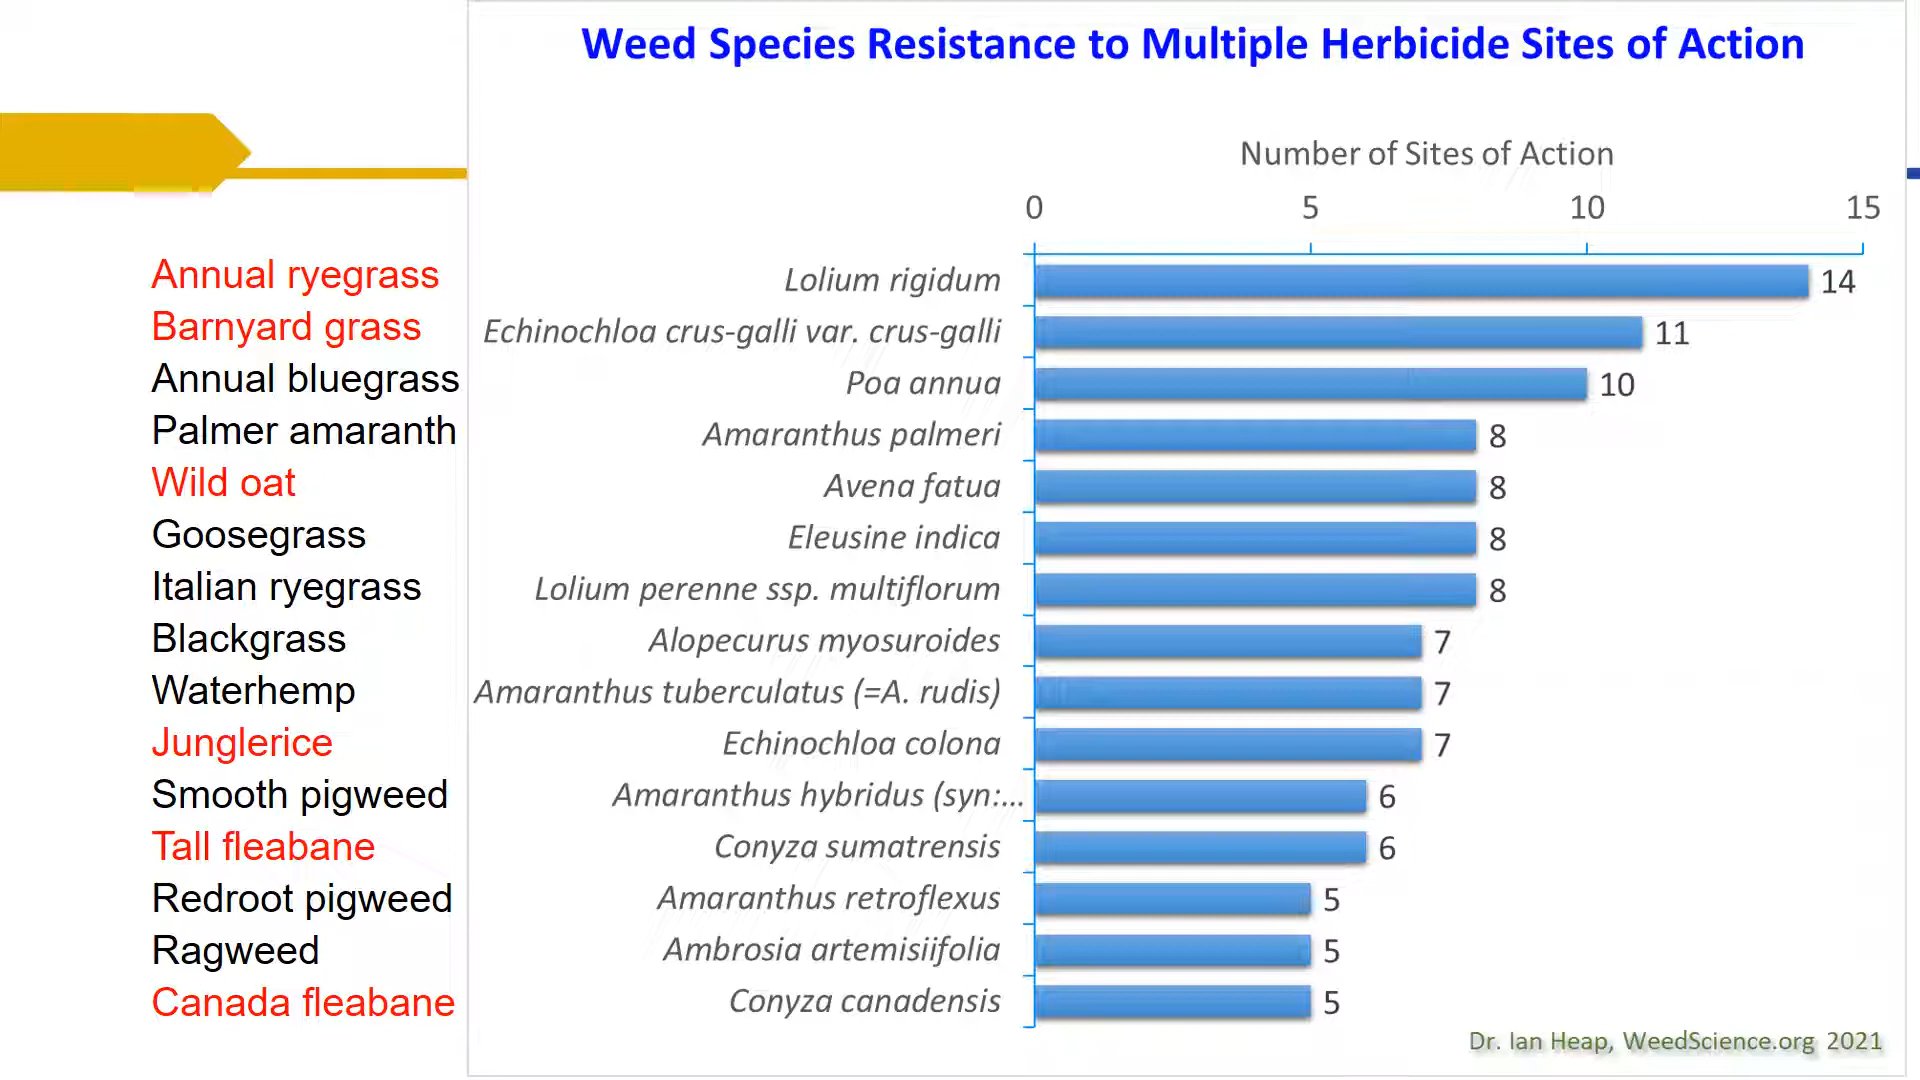 Weed Species Resistance to Multiple Herbicide Sites of Action
Number of Sites of Action
0 5 10 15
Annual ryegrass Lolium rigidum 14
Barnyard grass Echinochloa crus-galli var. crus-galli 11
Annual bluegrass Poa annua 10
Palmer amaranth Amaranthus palmeri 8
Wild oat Avena fatua 8
Goosegrass Eleusine indica 8
Italian ryegrass Lolium perenne ssp. multiflorum 8
Blackgrass Alopecurus myosuroides 7
Waterhemp Amaranthus tuberculatus (=A. rudis) 7
Junglerice Echinochloa colona 7
Smooth pigweed Amaranthus hybridus (syn:... 6
Tall fleabane Conyza sumatrensis 6
Redroot pigweed Amaranthus retroflexus 5
Ragweed Ambrosia artemisiifolia 5
Canada fleabane Conyza canadensis 5
Dr. Ian Heap, WeedScience.org 2021